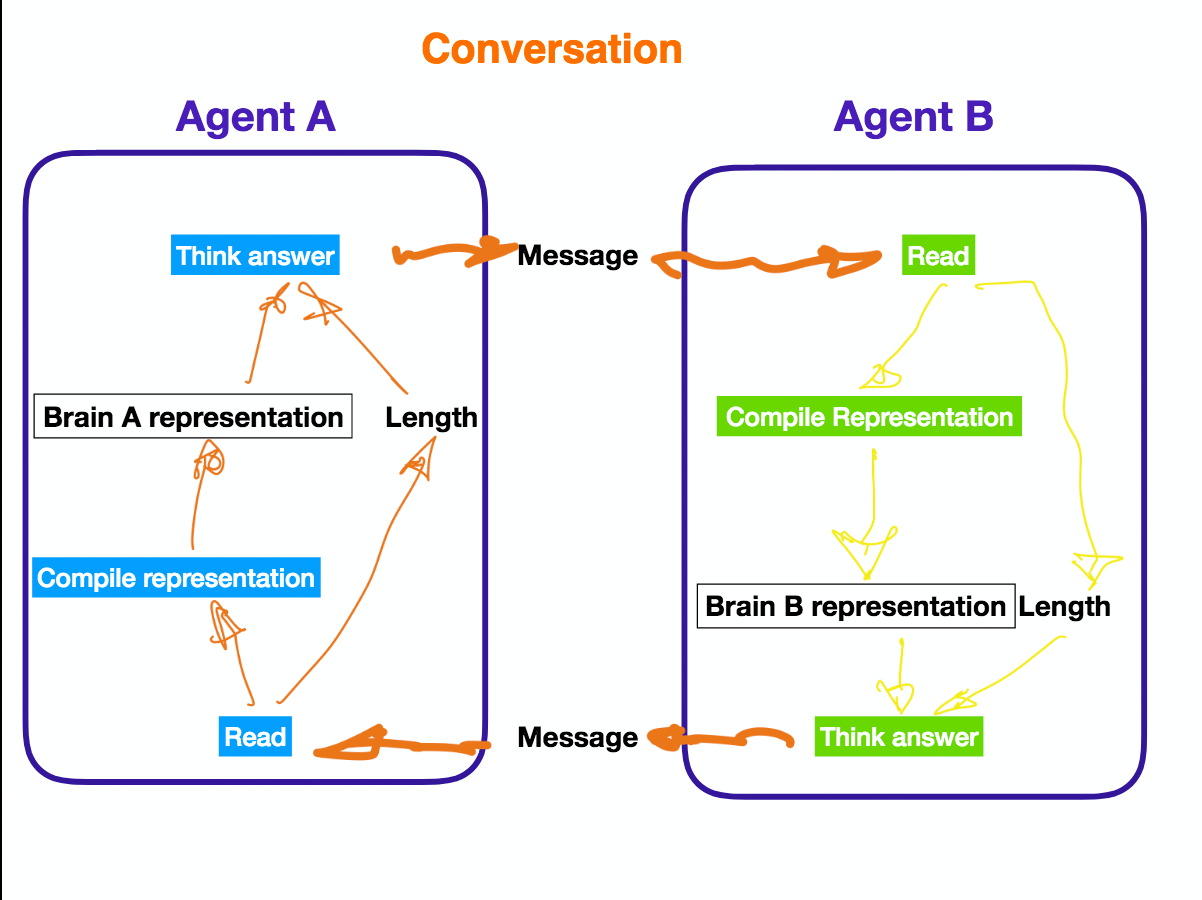 Conversation
Agent A
Agent B
Think answer
Message
Read
Brain A representation
Length
Compile Representation
Compile representation
Brain B representation
Length
Read
Message
Think answer